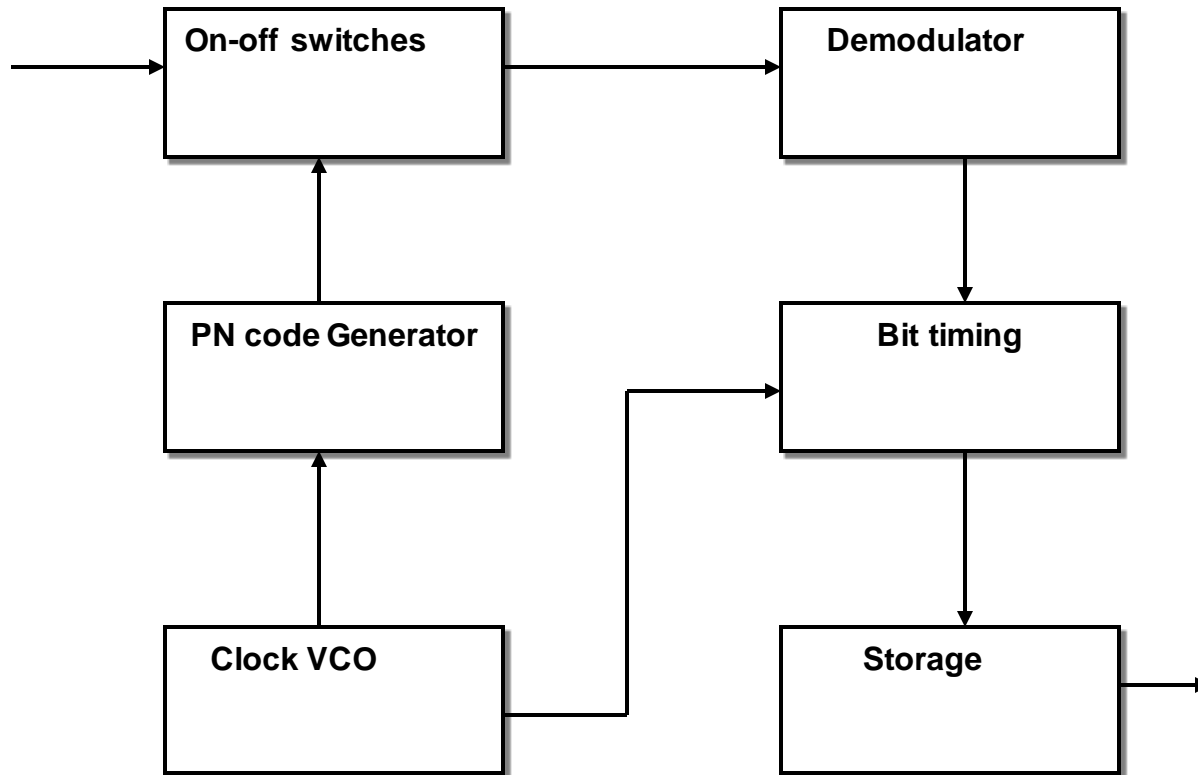 On-off switches
Demodulator
PN code Generator
Bit timing
Clock VCO
Storage